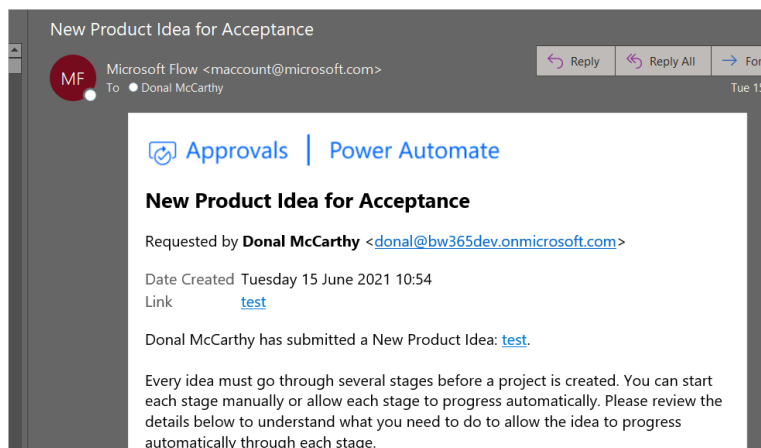 New Product Idea for Acceptance
MF
Microsoft Flow <maccount@microsoft.com>
To Donal McCarthy
Reply
Reply All
For
Tue 15
Approvals | Power Automate
New Product Idea for Acceptance
Requested by Donal McCarthy <donal@bw365dev.onmicrosoft.com>
Date Created Tuesday 15 June 2021 10:54
Link test
Donal McCarthy has submitted a New Product Idea: test.
Every idea must go through several stages before a project is created. You can start
each stage manually or allow each stage to progress automatically. Please review the
details below to understand what you need to do to allow the idea to progress
automatically through each stage.